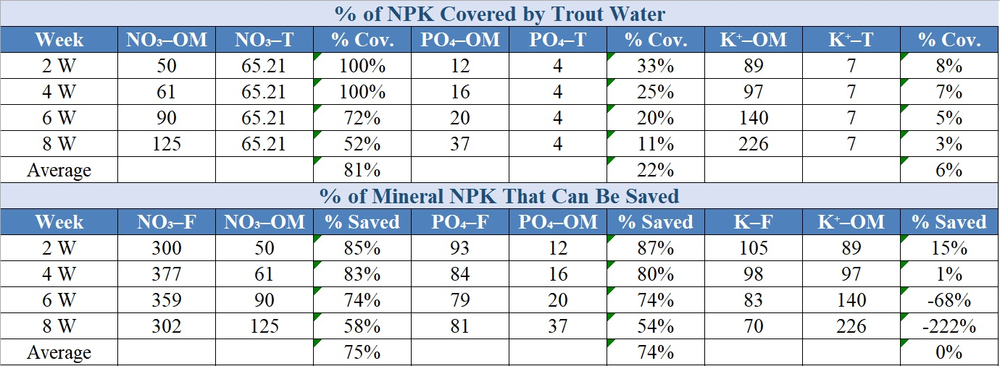 % of NPK Covered by Trout Water
Week NO₃–OM NO₃–T % Cov. PO₄–OM PO₄–T % Cov. K⁺–OM K⁺–T % Cov.
2 W 50 65.21 100% 12 4 33% 89 7 8%
4 W 61 65.21 100% 16 4 25% 97 7 7%
6 W 90 65.21 72% 20 4 20% 140 7 5%
8 W 125 65.21 52% 37 4 11% 226 7 3%
Average 81% 22% 6%
% of Mineral NPK That Can Be Saved
Week NO₃–F NO₃–OM % Saved PO₄–F PO₄–OM % Saved K–F K⁺–OM % Saved
2 W 300 50 85% 93 12 87% 105 89 15%
4 W 377 61 83% 84 16 80% 98 97 1%
6 W 359 90 74% 79 20 74% 83 140 -68%
8 W 302 125 58% 81 37 54% 70 226 -222%
Average 75% 74% 0%